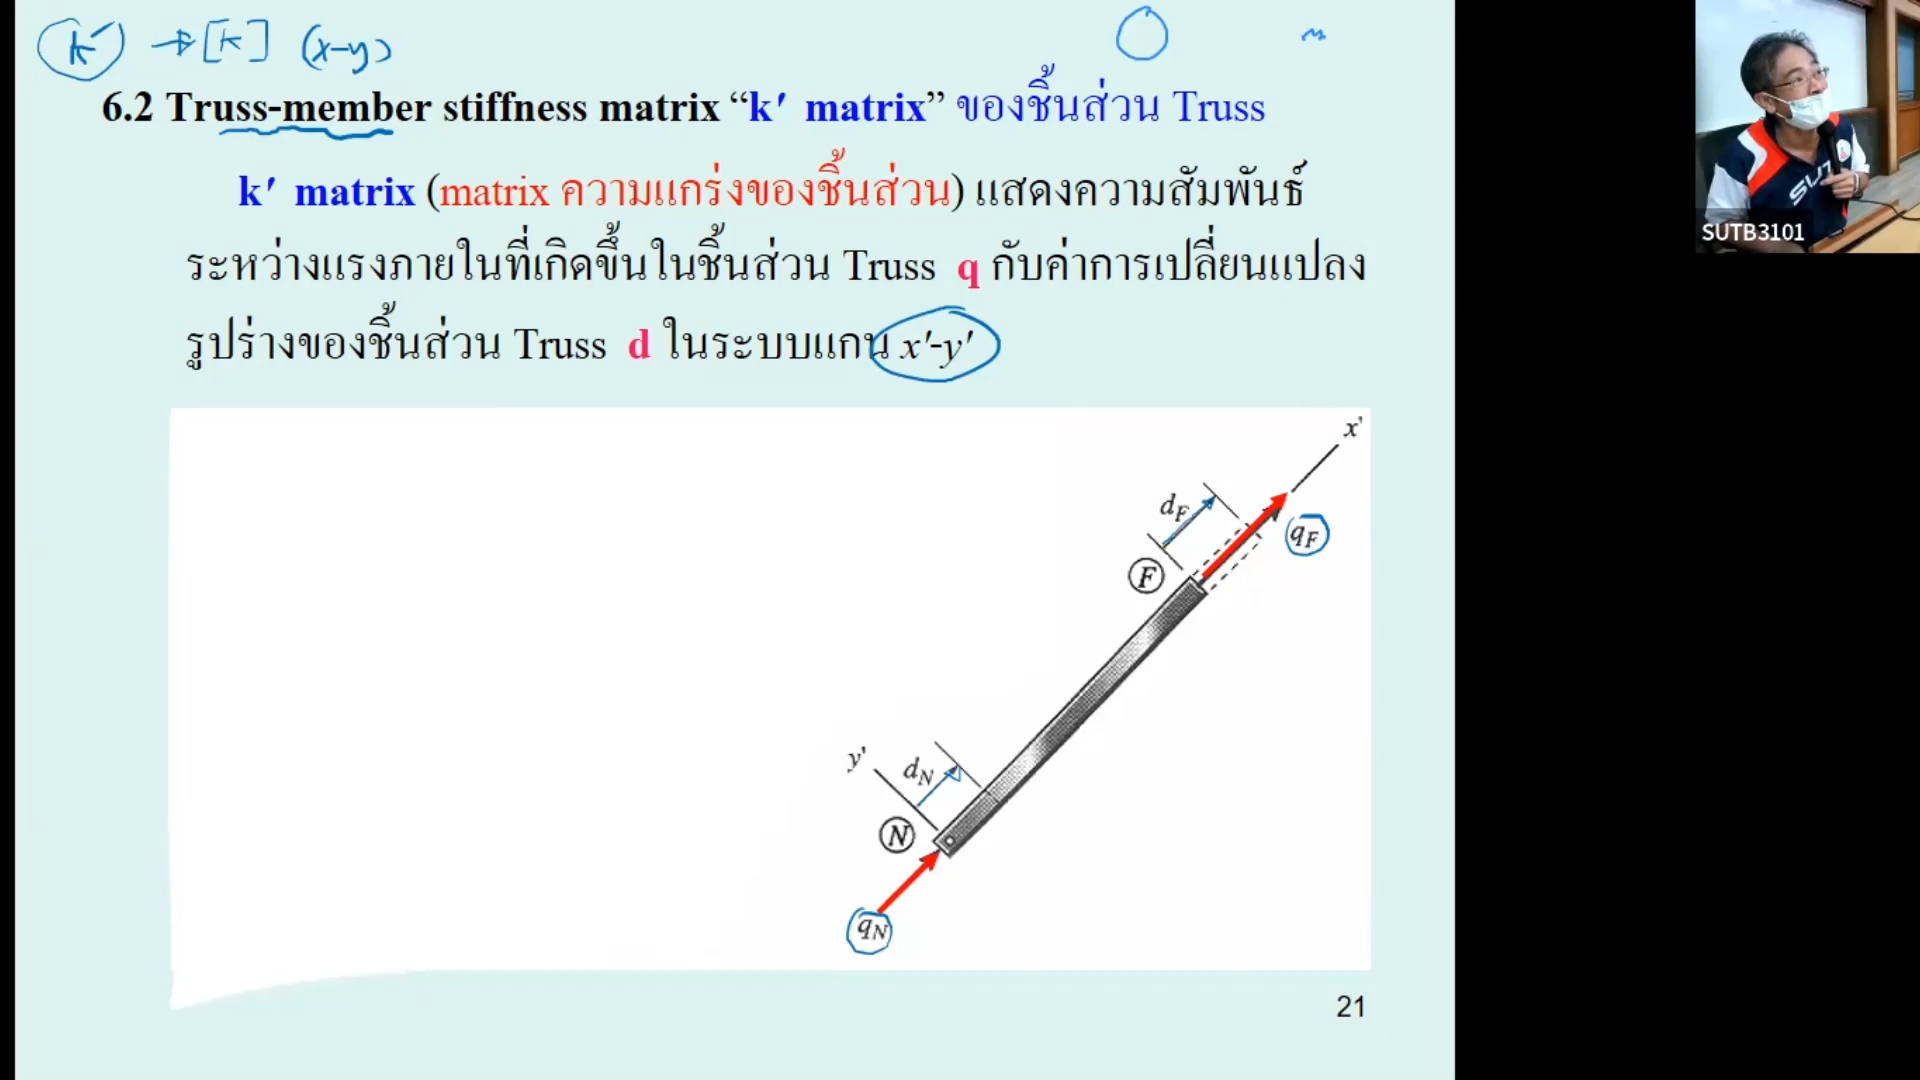 k′ → [k] (x-y)
6.2 Truss-member stiffness matrix “k′ matrix” ของชิ้นส่วน Truss
k′ matrix (matrix ความแกร่งของชิ้นส่วน) แสดงความสัมพันธ์
ระหว่างแรงภายในที่เกิดขึ้นในชิ้นส่วน Truss q กับค่าการเปลี่ยนแปลง
รูปร่างของชิ้นส่วน Truss d ในระบบแกน x'-y'
x'
dF
qF
F
y'
dN
N
qN
21
SUTB3101
SUT